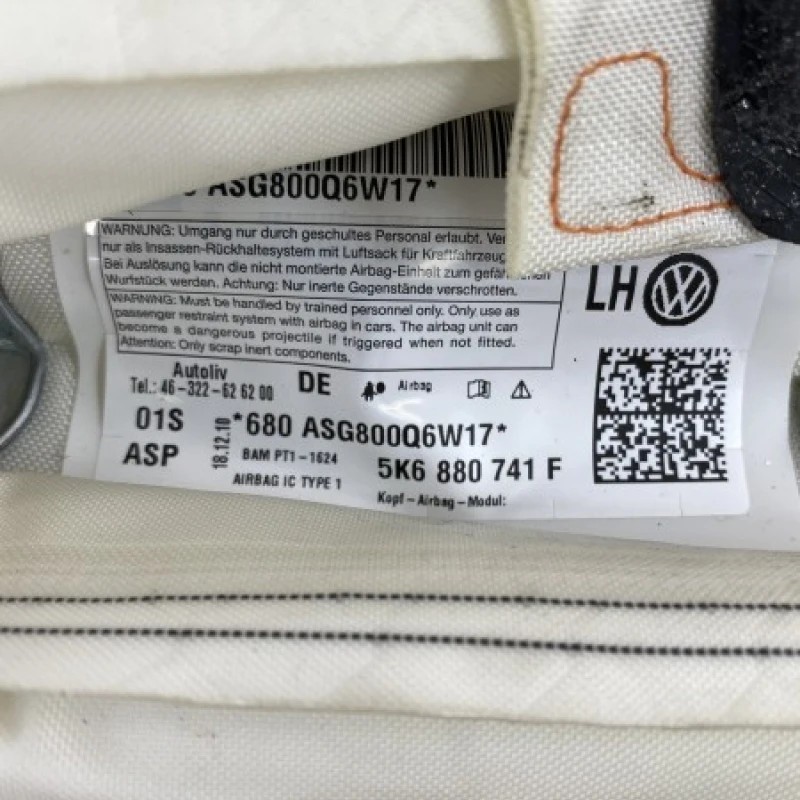 ASG800Q6W17*
WARNUNG: Umgang nur durch geschultes Personal erlaubt.
nur als Insassen-Rückhaltesystem mit Luftsack für
Bei Auslösung kann die nicht montierte Airbag-Einheit zum
Wurfstück werden. Achtung: Nur inerte Gegenstände verschrotten.
WARNING: Must be handled by trained personnel only. Only use as
passenger restraint system with airbag in cars. The airbag unit can
become a dangerous projectile if triggered when not fitted.
Attention: Only scrap inert components.
LH
Autoliv
Tel.: 46-322-626200
DE
Airbag
01S
ASP
18.12.10
*680 ASG800Q6W17*
BAM PT1-1624
5K6 880 741 F
AIRBAG IC TYPE 1
Kopf-Airbag-Modul: